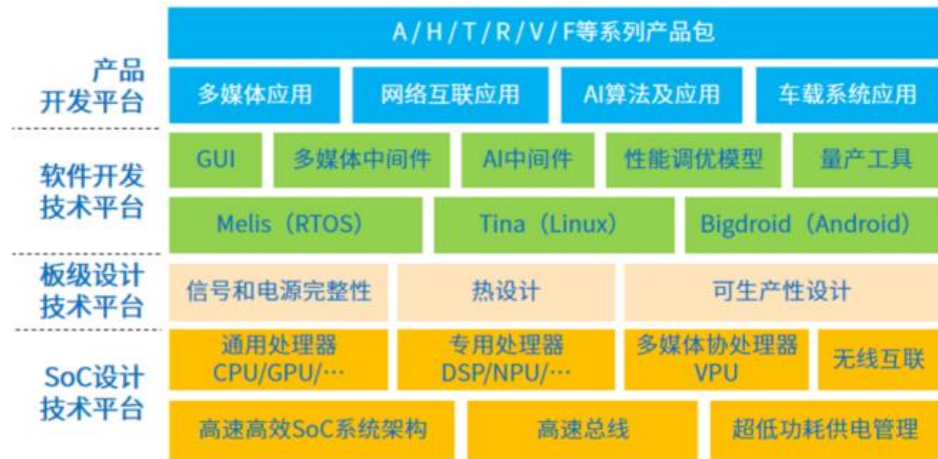 A / H / T / R / V / F等系列产品包
产品
开发平台
多媒体应用
网络互联应用
AI算法及应用
车载系统应用
软件开发
技术平台
GUI
多媒体中间件
AI中间件
性能调优模型
量产工具
Melis（RTOS）
Tina（Linux）
Bigdroid（Android）
板级设计
技术平台
信号和电源完整性
热设计
可生产性设计
SoC设计
技术平台
通用处理器
CPU/GPU/…
专用处理器
DSP/NPU/…
多媒体协处理器
VPU
无线互联
高速高效SoC系统架构
高速总线
超低功耗供电管理